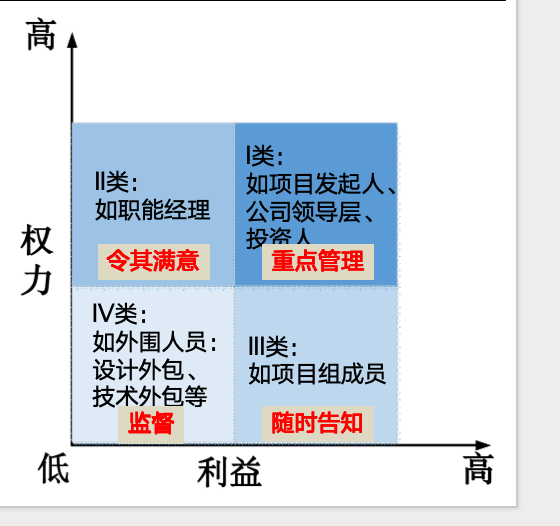 高
II类：
如职能经理
令其满意
I类：
如项目发起人、
公司领导层、
投资人
重点管理
权
力
IV类：
如外围人员：
设计外包、
技术外包等
监督
III类：
如项目组成员
随时告知
低
利益
高